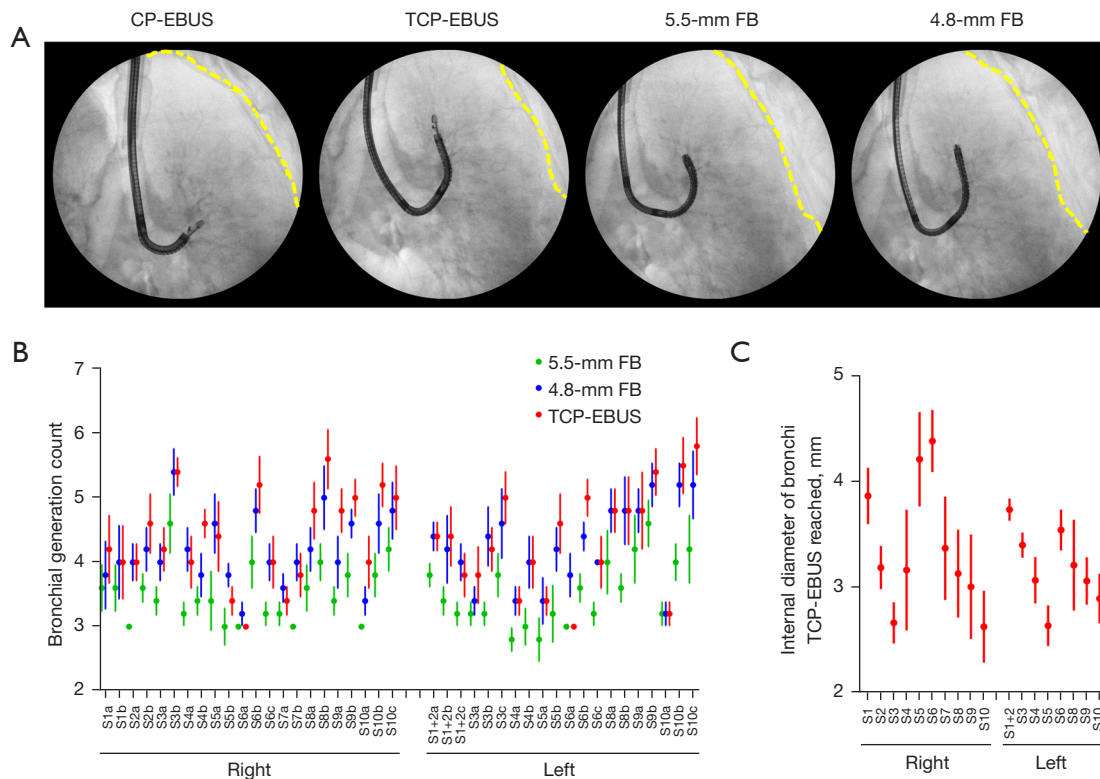 CP-EBUS TCP-EBUS 5.5-mm FB 4.8-mm FB
A
B
7
6
5
4
3
2
Bronchial generation count
5.5-mm FB
4.8-mm FB
TCP-EBUS
S1a S1b S2a S2b S3a S3b S4a S4b S5a S5b S6a S6b S6c S7a S7b S8a S8b S9a S9b S10a S10b S10c
S1+2a S1+2b S1+2c S3a S3b S3c S4a S4b S5a S5b S6a S6b S6c S8a S8b S9a S9b S10a S10b S10c
Right Left
C
5
4
3
2
Internal diameter of bronchi
TCP-EBUS reached, mm
S1 S2 S3 S4 S5 S6 S7 S8 S9 S10
S1+2 S3 S4 S5 S6 S8 S9 S10
Right Left